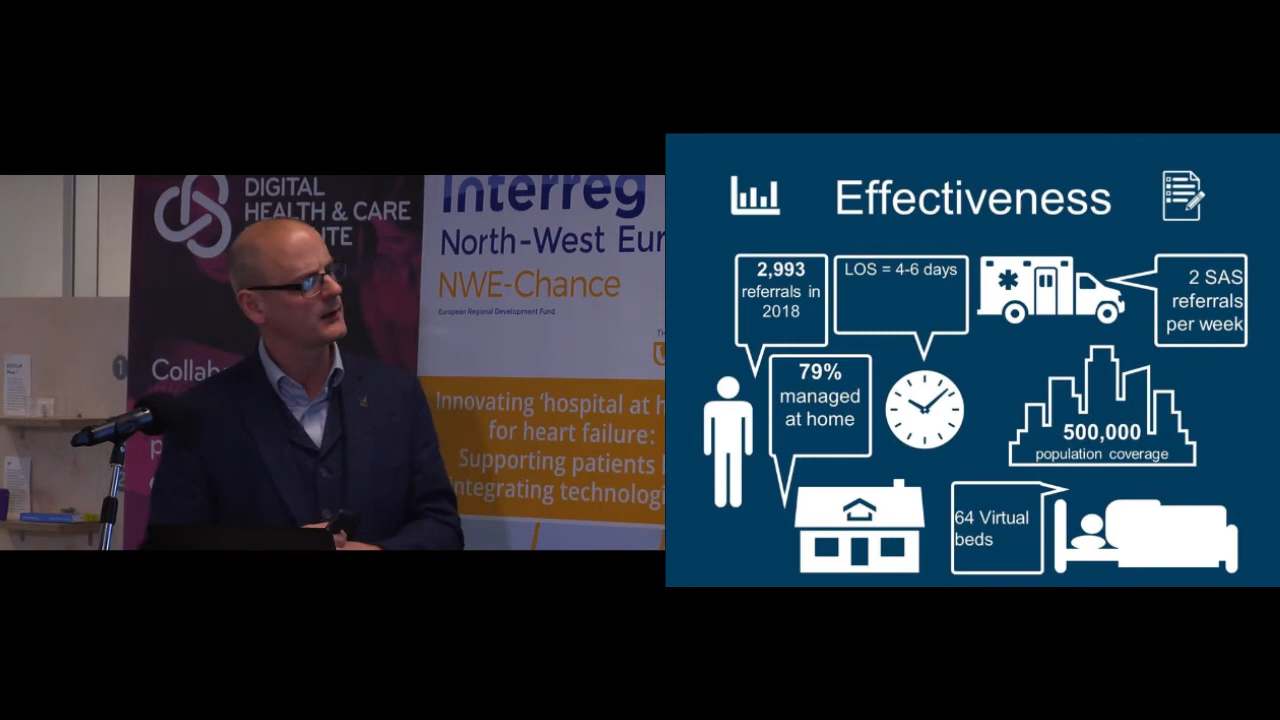 DIGITAL
HEALTH & CARE
Collab
Interreg
North-West Eur
NWE-Chance
European Regional Development Fund
Innovating 'hospital at h
for heart failure:
Supporting patients
integrating technologi
Effectiveness
2,993
referrals in
2018
LOS = 4-6 days
2 SAS
referrals
per week
79%
managed
at home
500,000
population coverage
64 Virtual
beds